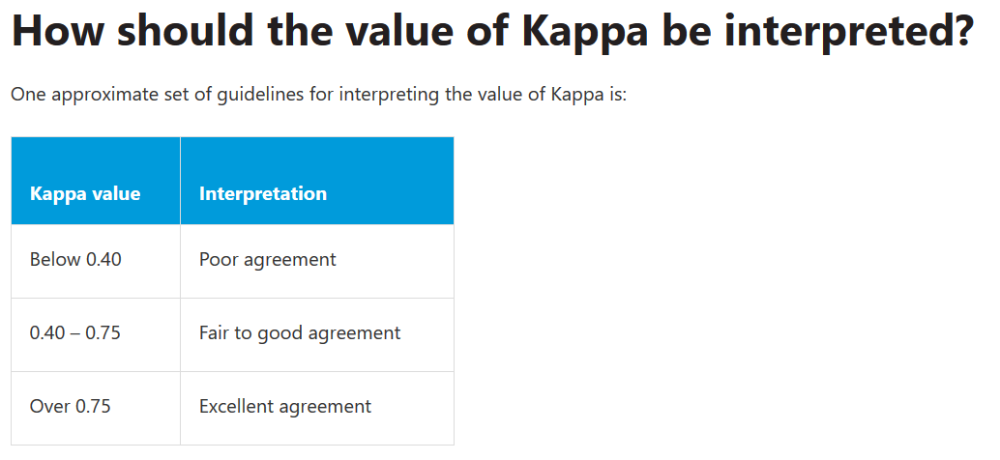 How should the value of Kappa be interpreted?
One approximate set of guidelines for interpreting the value of Kappa is:
Kappa value Interpretation
Below 0.40 Poor agreement
0.40 – 0.75 Fair to good agreement
Over 0.75 Excellent agreement